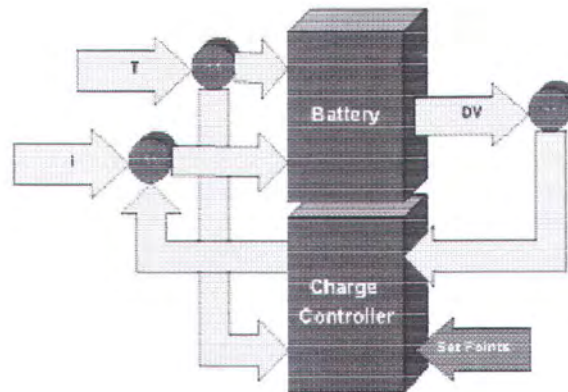 T
Battery
DV
I
Charge
Controller
Set Points